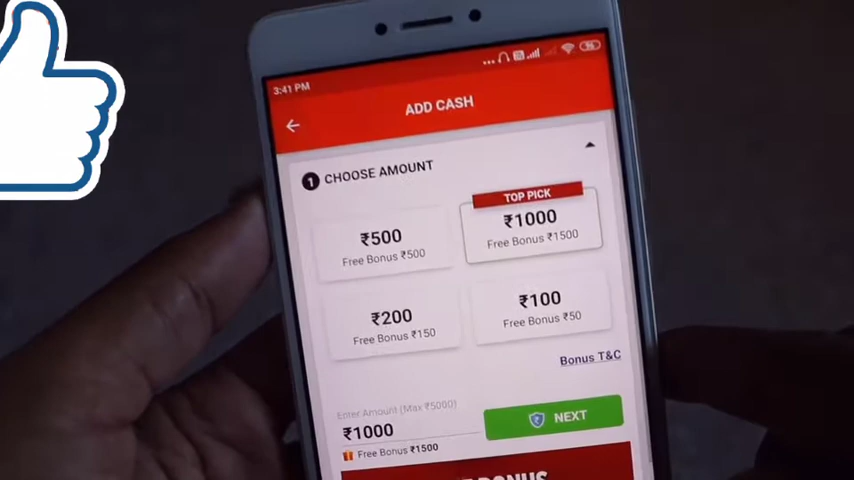 3:41 PM
ADD CASH
1 CHOOSE AMOUNT
TOP PICK
₹500
Free Bonus ₹500
₹1000
Free Bonus ₹1500
₹200
Free Bonus ₹150
₹100
Free Bonus ₹50
Bonus T&C
Enter Amount (Max ₹5000)
₹1000
NEXT
Free Bonus ₹1500
BONUS